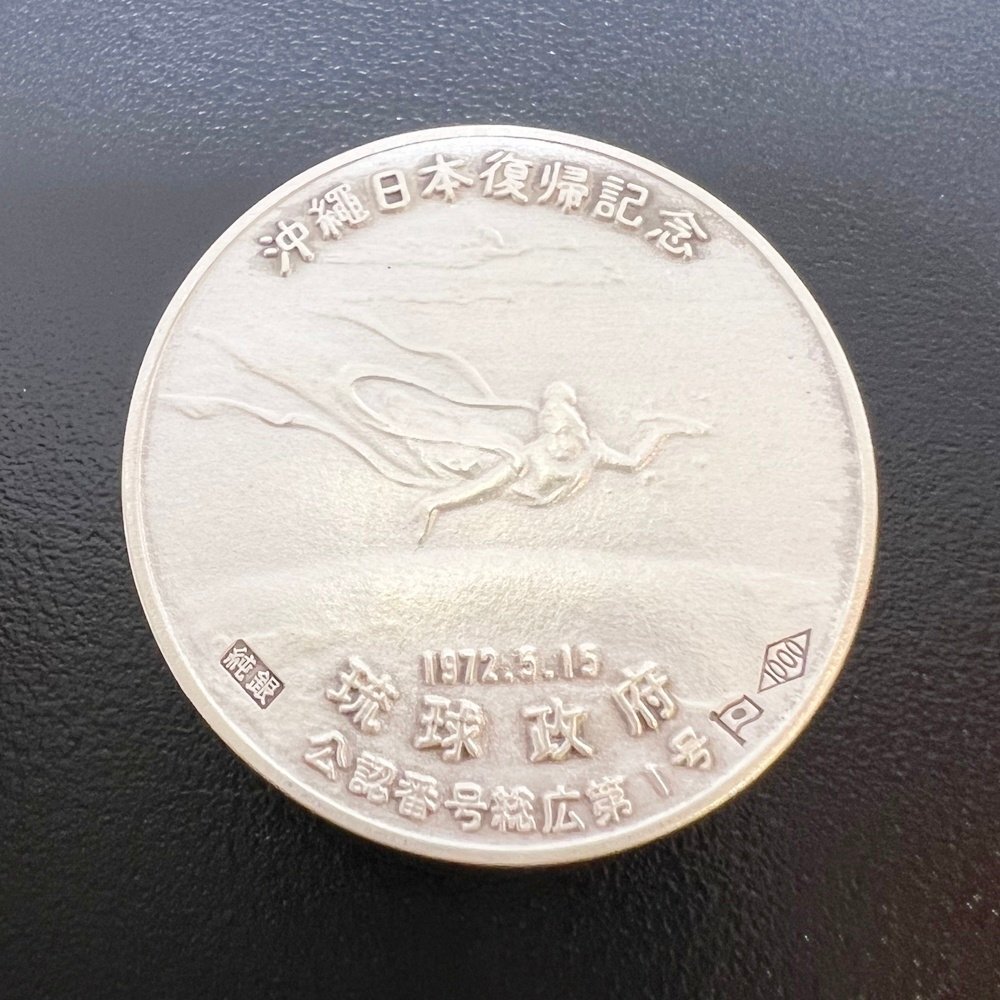 沖繩日本復帰記念
1972.5.15
琉球政府
公認番号総広第1号
純銀
1000